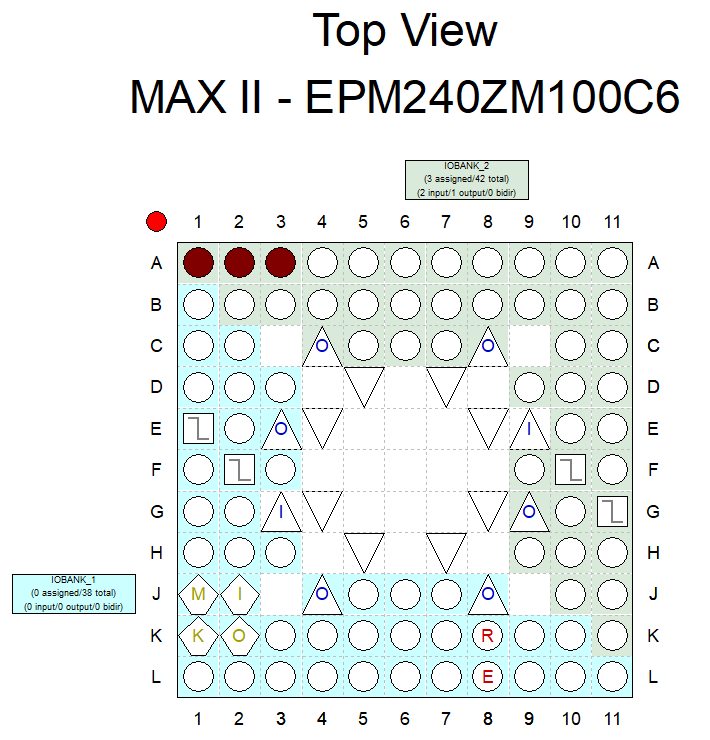 Top View
MAX II - EPM240ZM100C6
IOBANK_2
(3 assigned/42 total)
(2 input/1 output/0 bidir)
1 2 3 4 5 6 7 8 9 10 11
A A
B B
C O O C
D D
E O I E
F F
G I O G
H H
IOBANK_1
(0 assigned/38 total)
(0 input/0 output/0 bidir)
J M I O O J
K K O R K
L E L
1 2 3 4 5 6 7 8 9 10 11